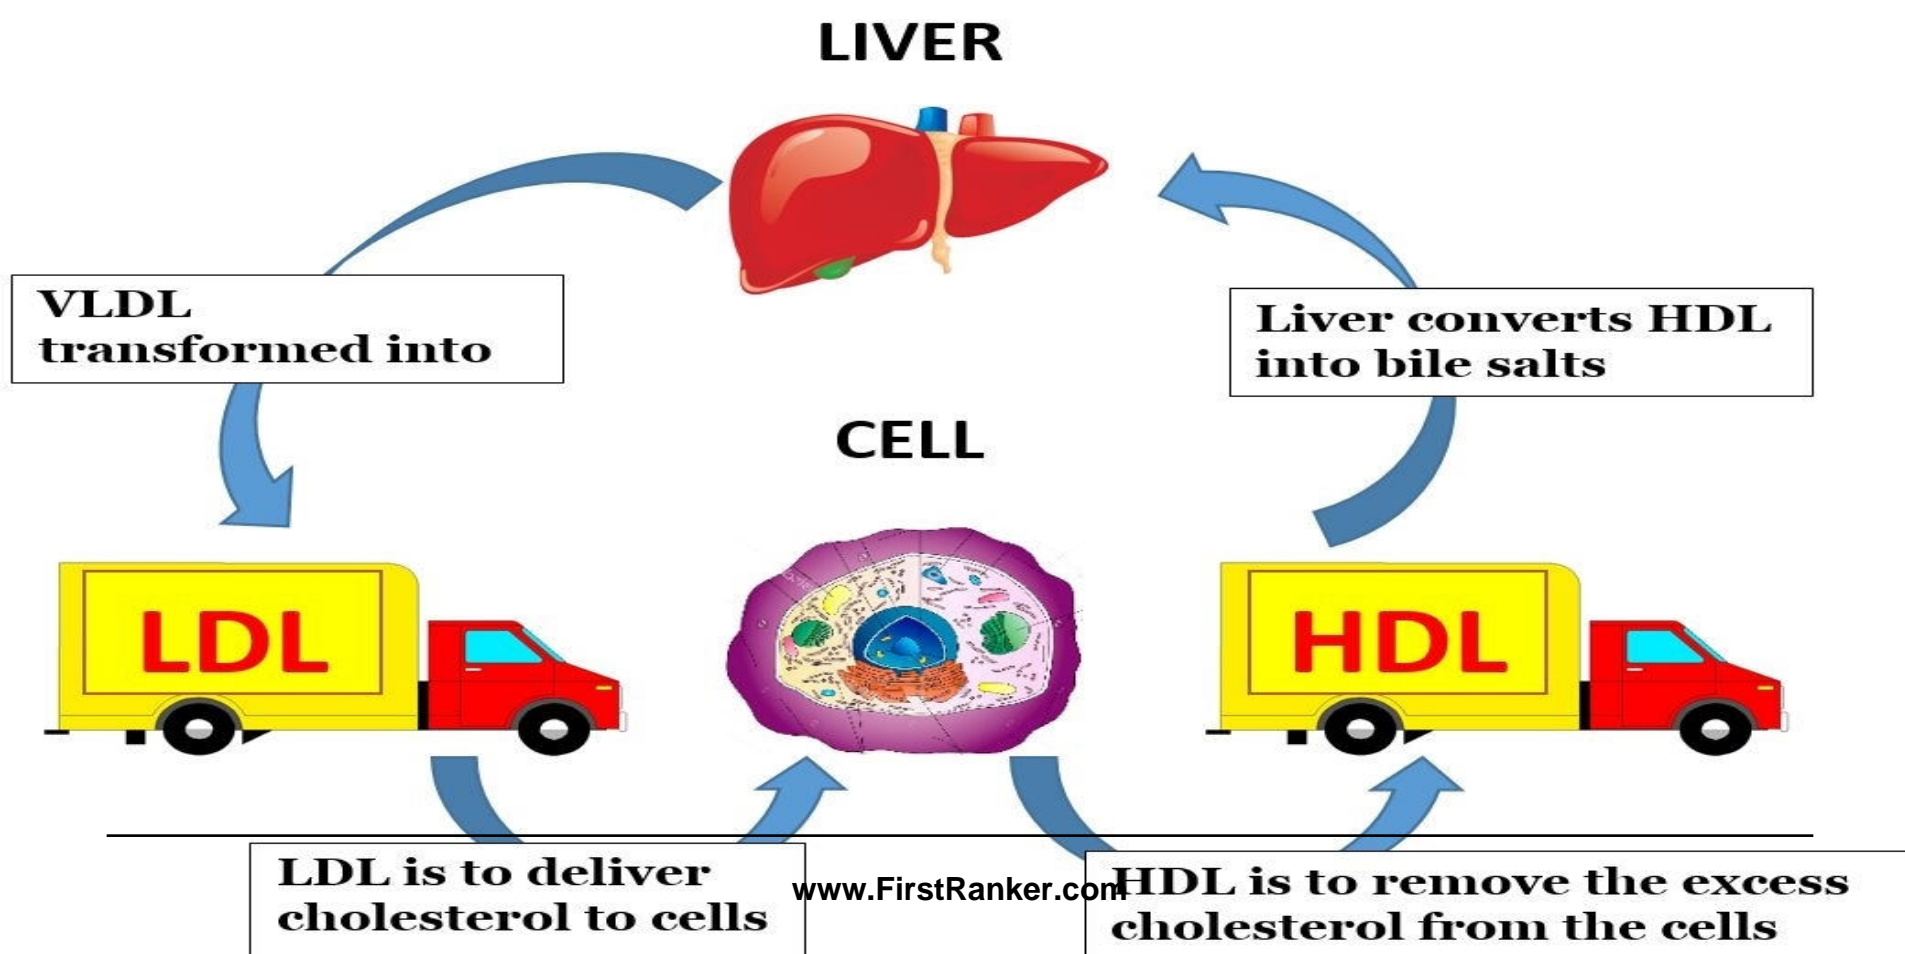 LIVER
VLDL
transformed into
Liver converts HDL
into bile salts
CELL
LDL
HDL
LDL is to deliver
cholesterol to cells
www.FirstRanker.com
HDL is to remove the excess
cholesterol from the cells